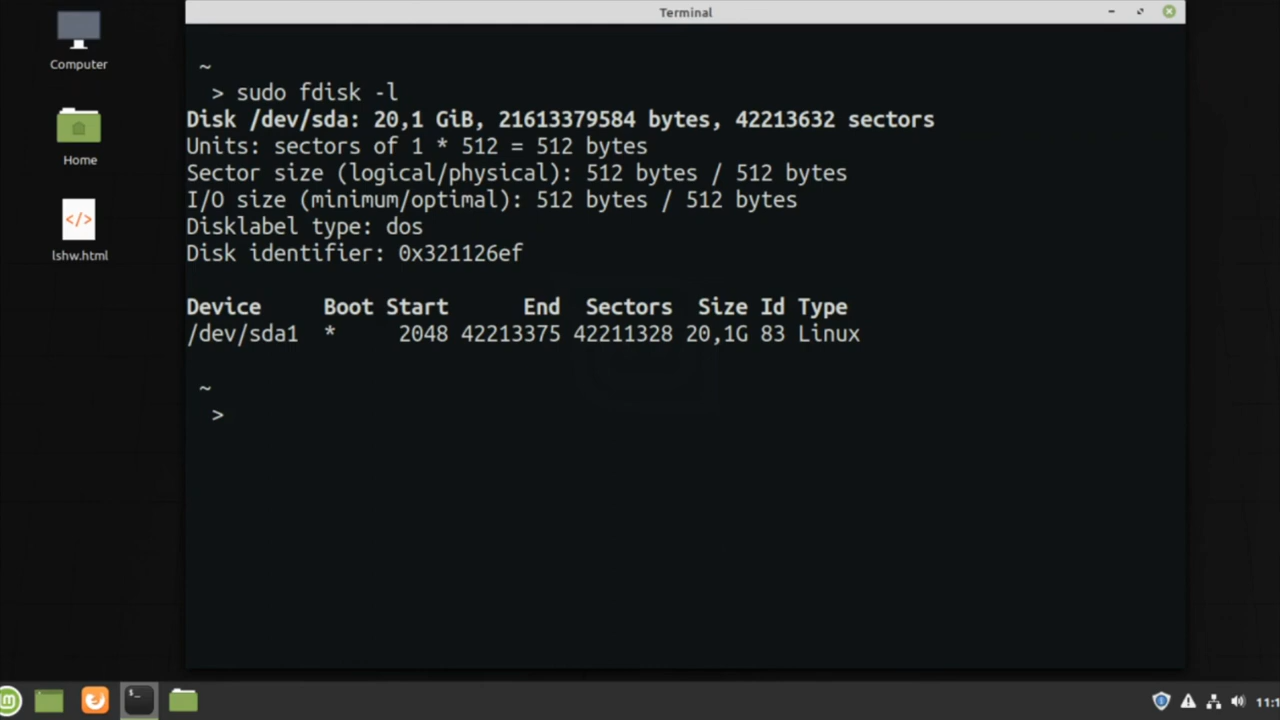 Terminal
Computer
Home
</>
lshw.html
~
> sudo fdisk -l
Disk /dev/sda: 20,1 GiB, 21613379584 bytes, 42213632 sectors
Units: sectors of 1 * 512 = 512 bytes
Sector size (logical/physical): 512 bytes / 512 bytes
I/O size (minimum/optimal): 512 bytes / 512 bytes
Disklabel type: dos
Disk identifier: 0x321126ef
Device Boot Start End Sectors Size Id Type
/dev/sda1 * 2048 42213375 42211328 20,1G 83 Linux
~
>